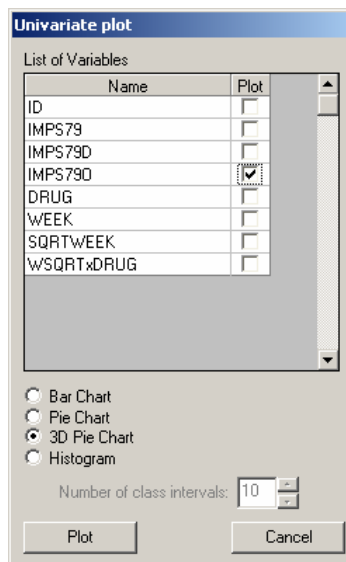 Univariate plot
List of Variables
Name Plot
ID
IMPS79
IMPS79D
IMPS79O
DRUG
WEEK
SQRTWEEK
WSQRTxDRUG
Bar Chart
Pie Chart
3D Pie Chart
Histogram
Number of class intervals: 10
Plot Cancel